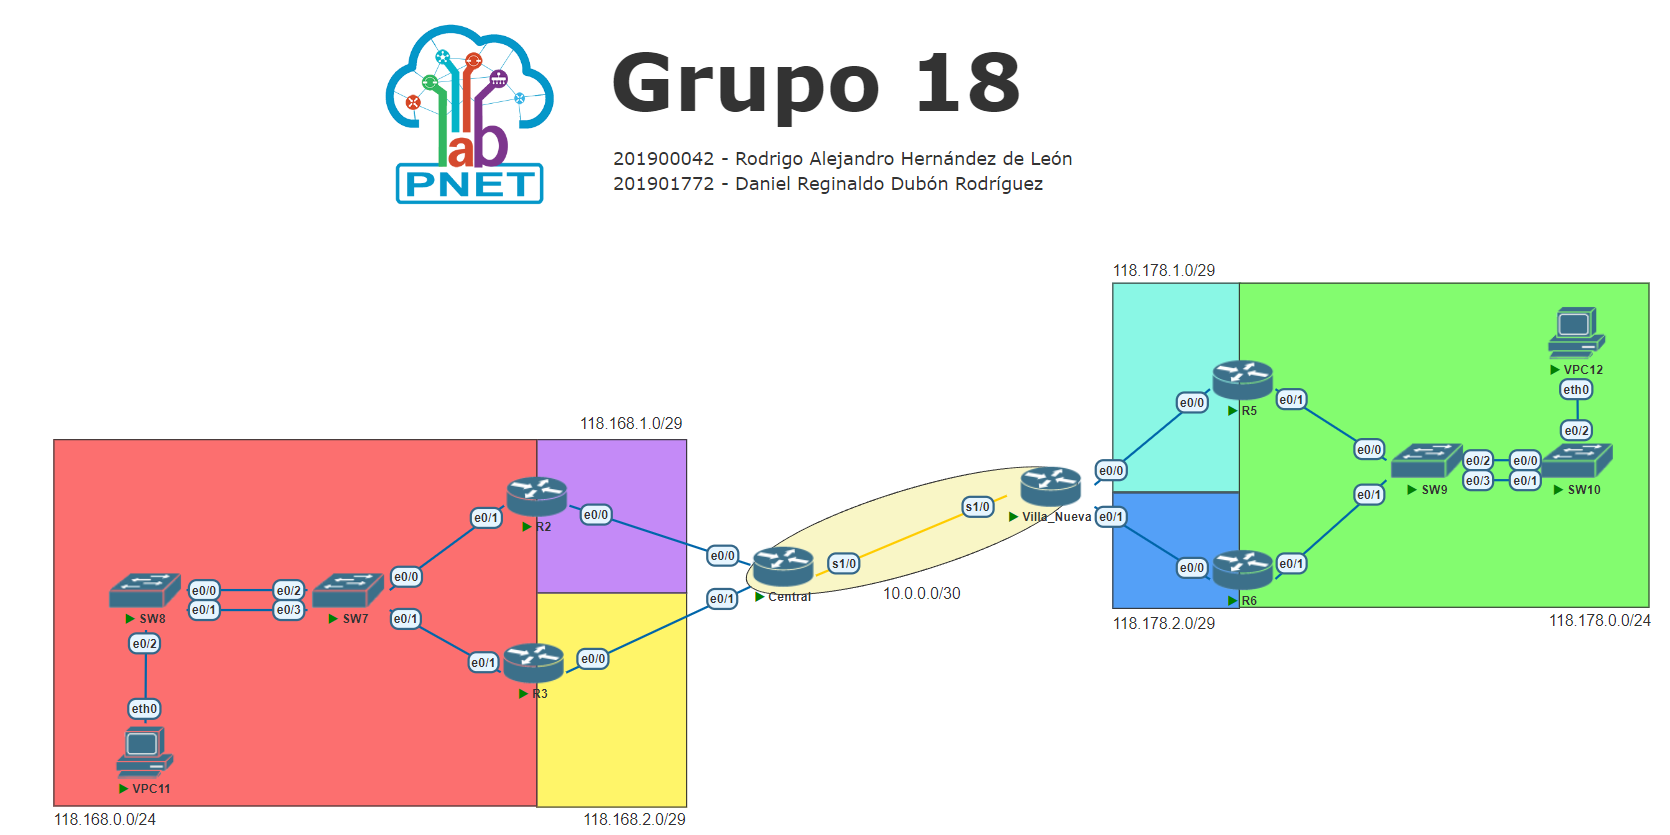 lab
PNET
Grupo 18
201900042 - Rodrigo Alejandro Hernández de León
201901772 - Daniel Reginaldo Dubón Rodríguez
118.178.1.0/29
VPC12
eth0
e0/2
R5
e0/0
e0/1
e0/0
e0/0
e0/2
e0/0
e0/3
e0/1
SW9
SW10
e0/1
118.168.1.0/29
R2
e0/1
e0/0
e0/0
Villa_Nueva
s1/0
e0/1
e0/0
R6
e0/1
Central
s1/0
10.0.0.0/30
118.178.2.0/29
118.178.0.0/24
e0/0
e0/1
e0/2
e0/3
SW8
SW7
e0/0
e0/1
e0/1
e0/1
e0/0
R3
e0/2
eth0
VPC11
118.168.0.0/24
118.168.2.0/29